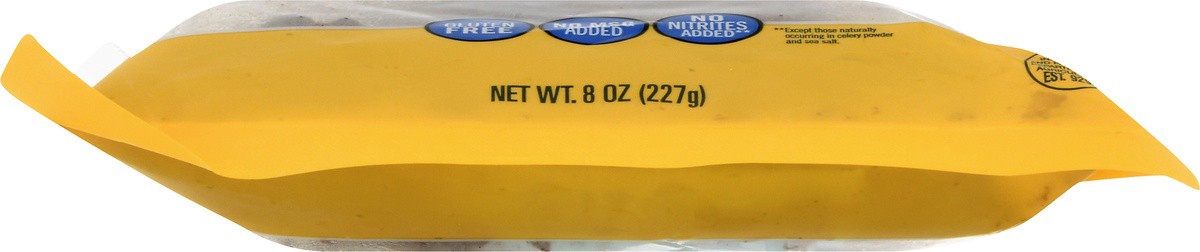 GLUTEN
FREE
NO MSG
ADDED
NO
NITRITES
ADDED**
**Except those naturally
occurring in celery powder
and sea salt.
NET WT. 8 OZ (227g)
EST.